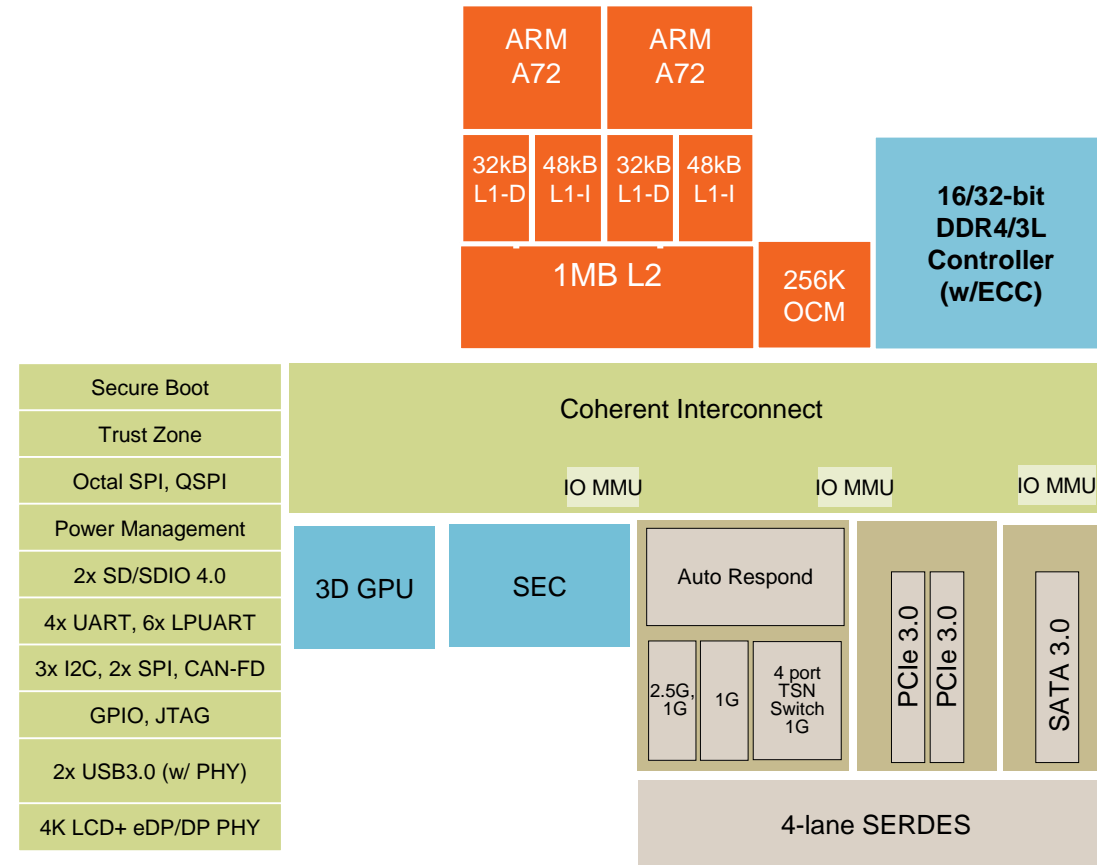 ARM
A72
ARM
A72
32kB
L1-D
48kB
L1-I
32kB
L1-D
48kB
L1-I
1MB L2
256K
OCM
16/32-bit
DDR4/3L
Controller
(w/ECC)
Secure Boot
Trust Zone
Octal SPI, QSPI
Power Management
2x SD/SDIO 4.0
4x UART, 6x LPUART
3x I2C, 2x SPI, CAN-FD
GPIO, JTAG
2x USB3.0 (w/ PHY)
4K LCD+ eDP/DP PHY
Coherent Interconnect
IO MMU
IO MMU
IO MMU
3D GPU
SEC
Auto Respond
2.5G,
1G
1G
4 port
TSN
Switch
1G
PCIe 3.0
PCIe 3.0
SATA 3.0
4-lane SERDES